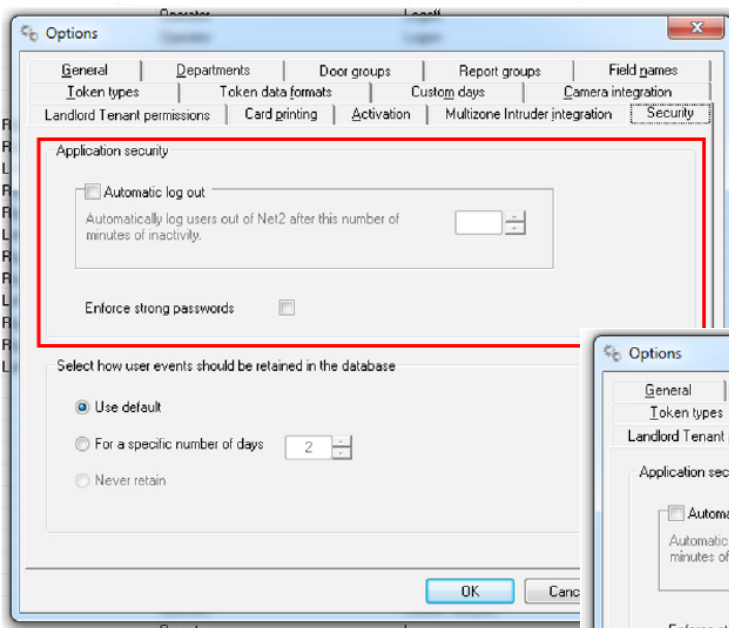 Operator Logoff
Options
General Departments Door groups Report groups Field names
Token types Token data formats Custom days Camera integration
Landlord Tenant permissions Card printing Activation Multizone Intruder integration Security
Application security
Automatic log out
Automatically log users out of Net2 after this number of
minutes of inactivity.
Enforce strong passwords
Select how user events should be retained in the database
Use default
For a specific number of days 2
Never retain
OK Canc
Options
General
Token types
Landlord Tenant
Application sec
Automa
Automatic
minutes of